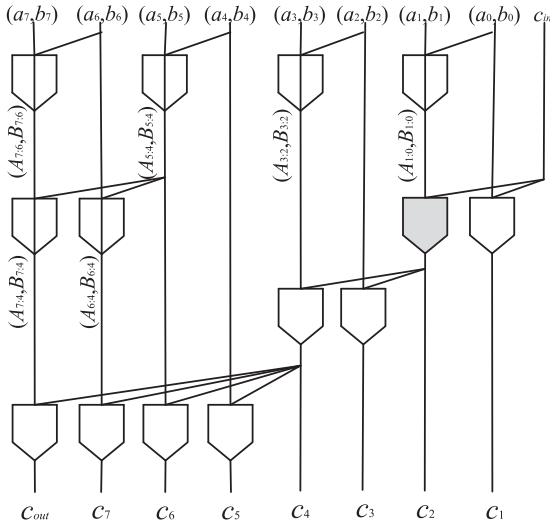 (a₇,b₇) (a₆,b₆) (a₅,b₅) (a₄,b₄) (a₃,b₃) (a₂,b₂) (a₁,b₁) (a₀,b₀) cᵢₙ
(A₇:₆,B₇:₆) (A₅:₄,B₅:₄) (A₃:₂,B₃:₂) (A₁:₀,B₁:₀)
(A₇:₄,B₇:₄) (A₆:₄,B₆:₄)
cₒᵤₜ c₇ c₆ c₅ c₄ c₃ c₂ c₁